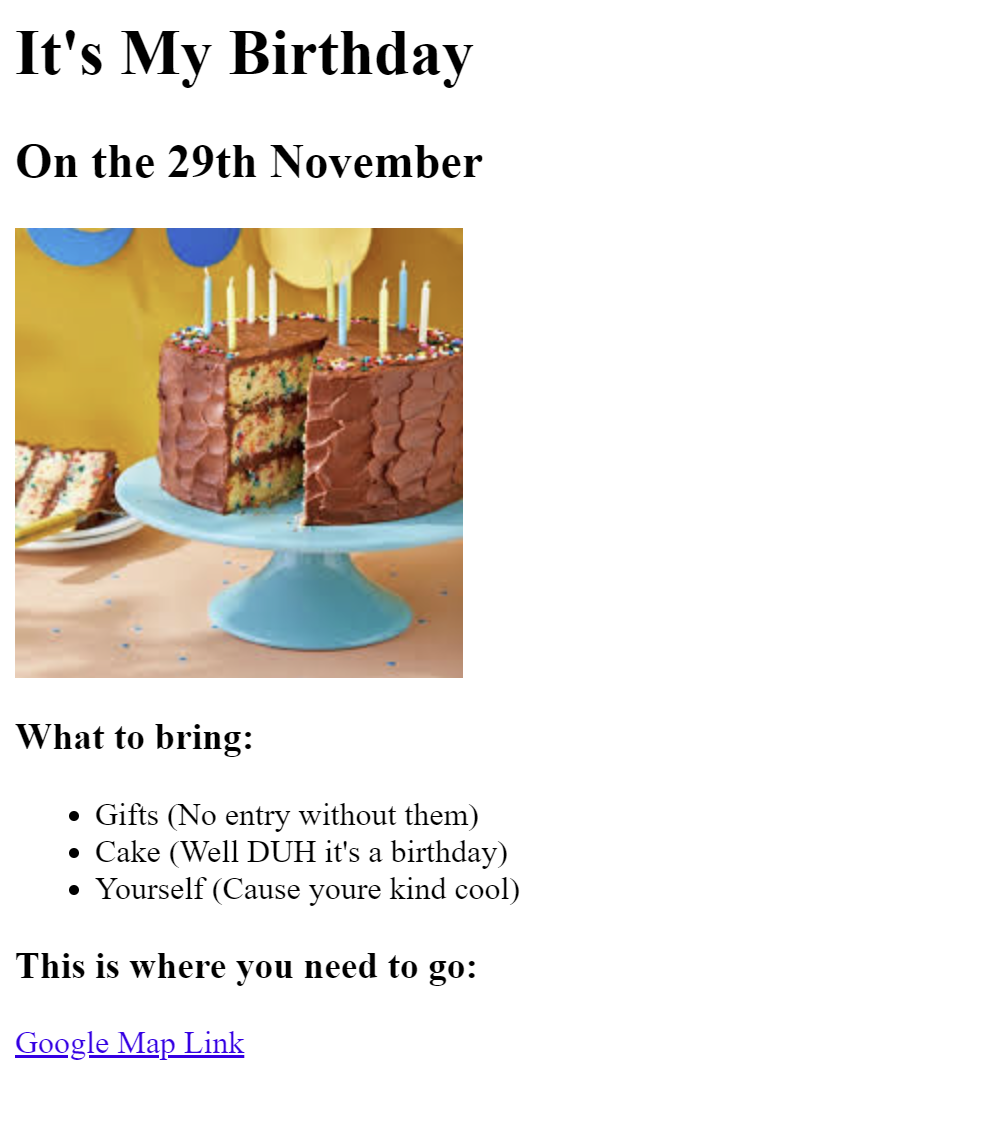 It's My Birthday
On the 29th November
What to bring:
Gifts (No entry without them)
Cake (Well DUH it's a birthday)
Yourself (Cause youre kind cool)
This is where you need to go:
Google Map Link